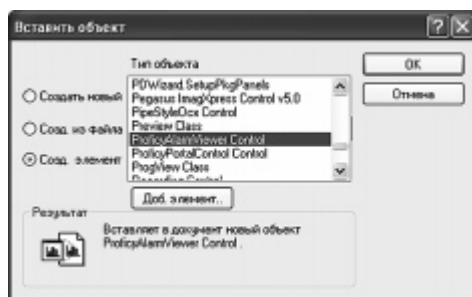 Вставить объект
Тип объекта
Создать новый
Созд. из файла
Созд. элемент
PDWizard.SetupPkgPanels
Pegasus ImagXpress Control v5.0
PipeStyleOcx Control
Preview Class
ProficyAlarmViewer Control
ProficyPortalControl Control
ProgView Class
ОК
Отмена
Доб. элемент..
Результат
Вставляет в документ новый объект
ProficyAlarmViewer Control .